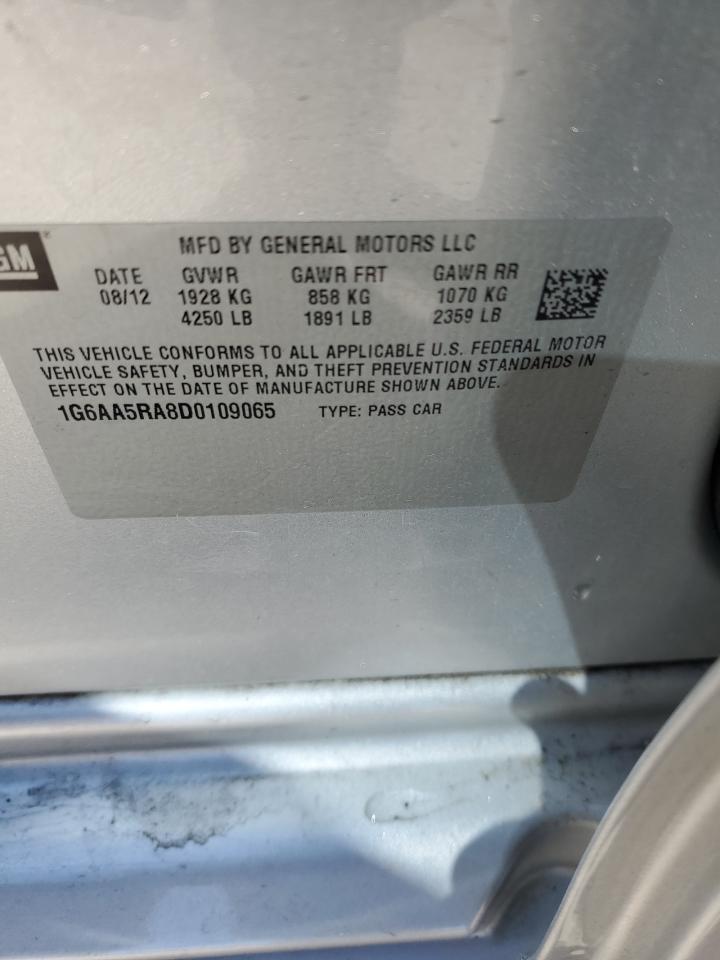 GM®
MFD BY GENERAL MOTORS LLC
DATE GVWR GAWR FRT GAWR RR
08/12 1928 KG 858 KG 1070 KG
4250 LB 1891 LB 2359 LB
THIS VEHICLE CONFORMS TO ALL APPLICABLE U.S. FEDERAL MOTOR
VEHICLE SAFETY, BUMPER, AND THEFT PREVENTION STANDARDS IN
EFFECT ON THE DATE OF MANUFACTURE SHOWN ABOVE.
1G6AA5RA8D0109065 TYPE: PASS CAR